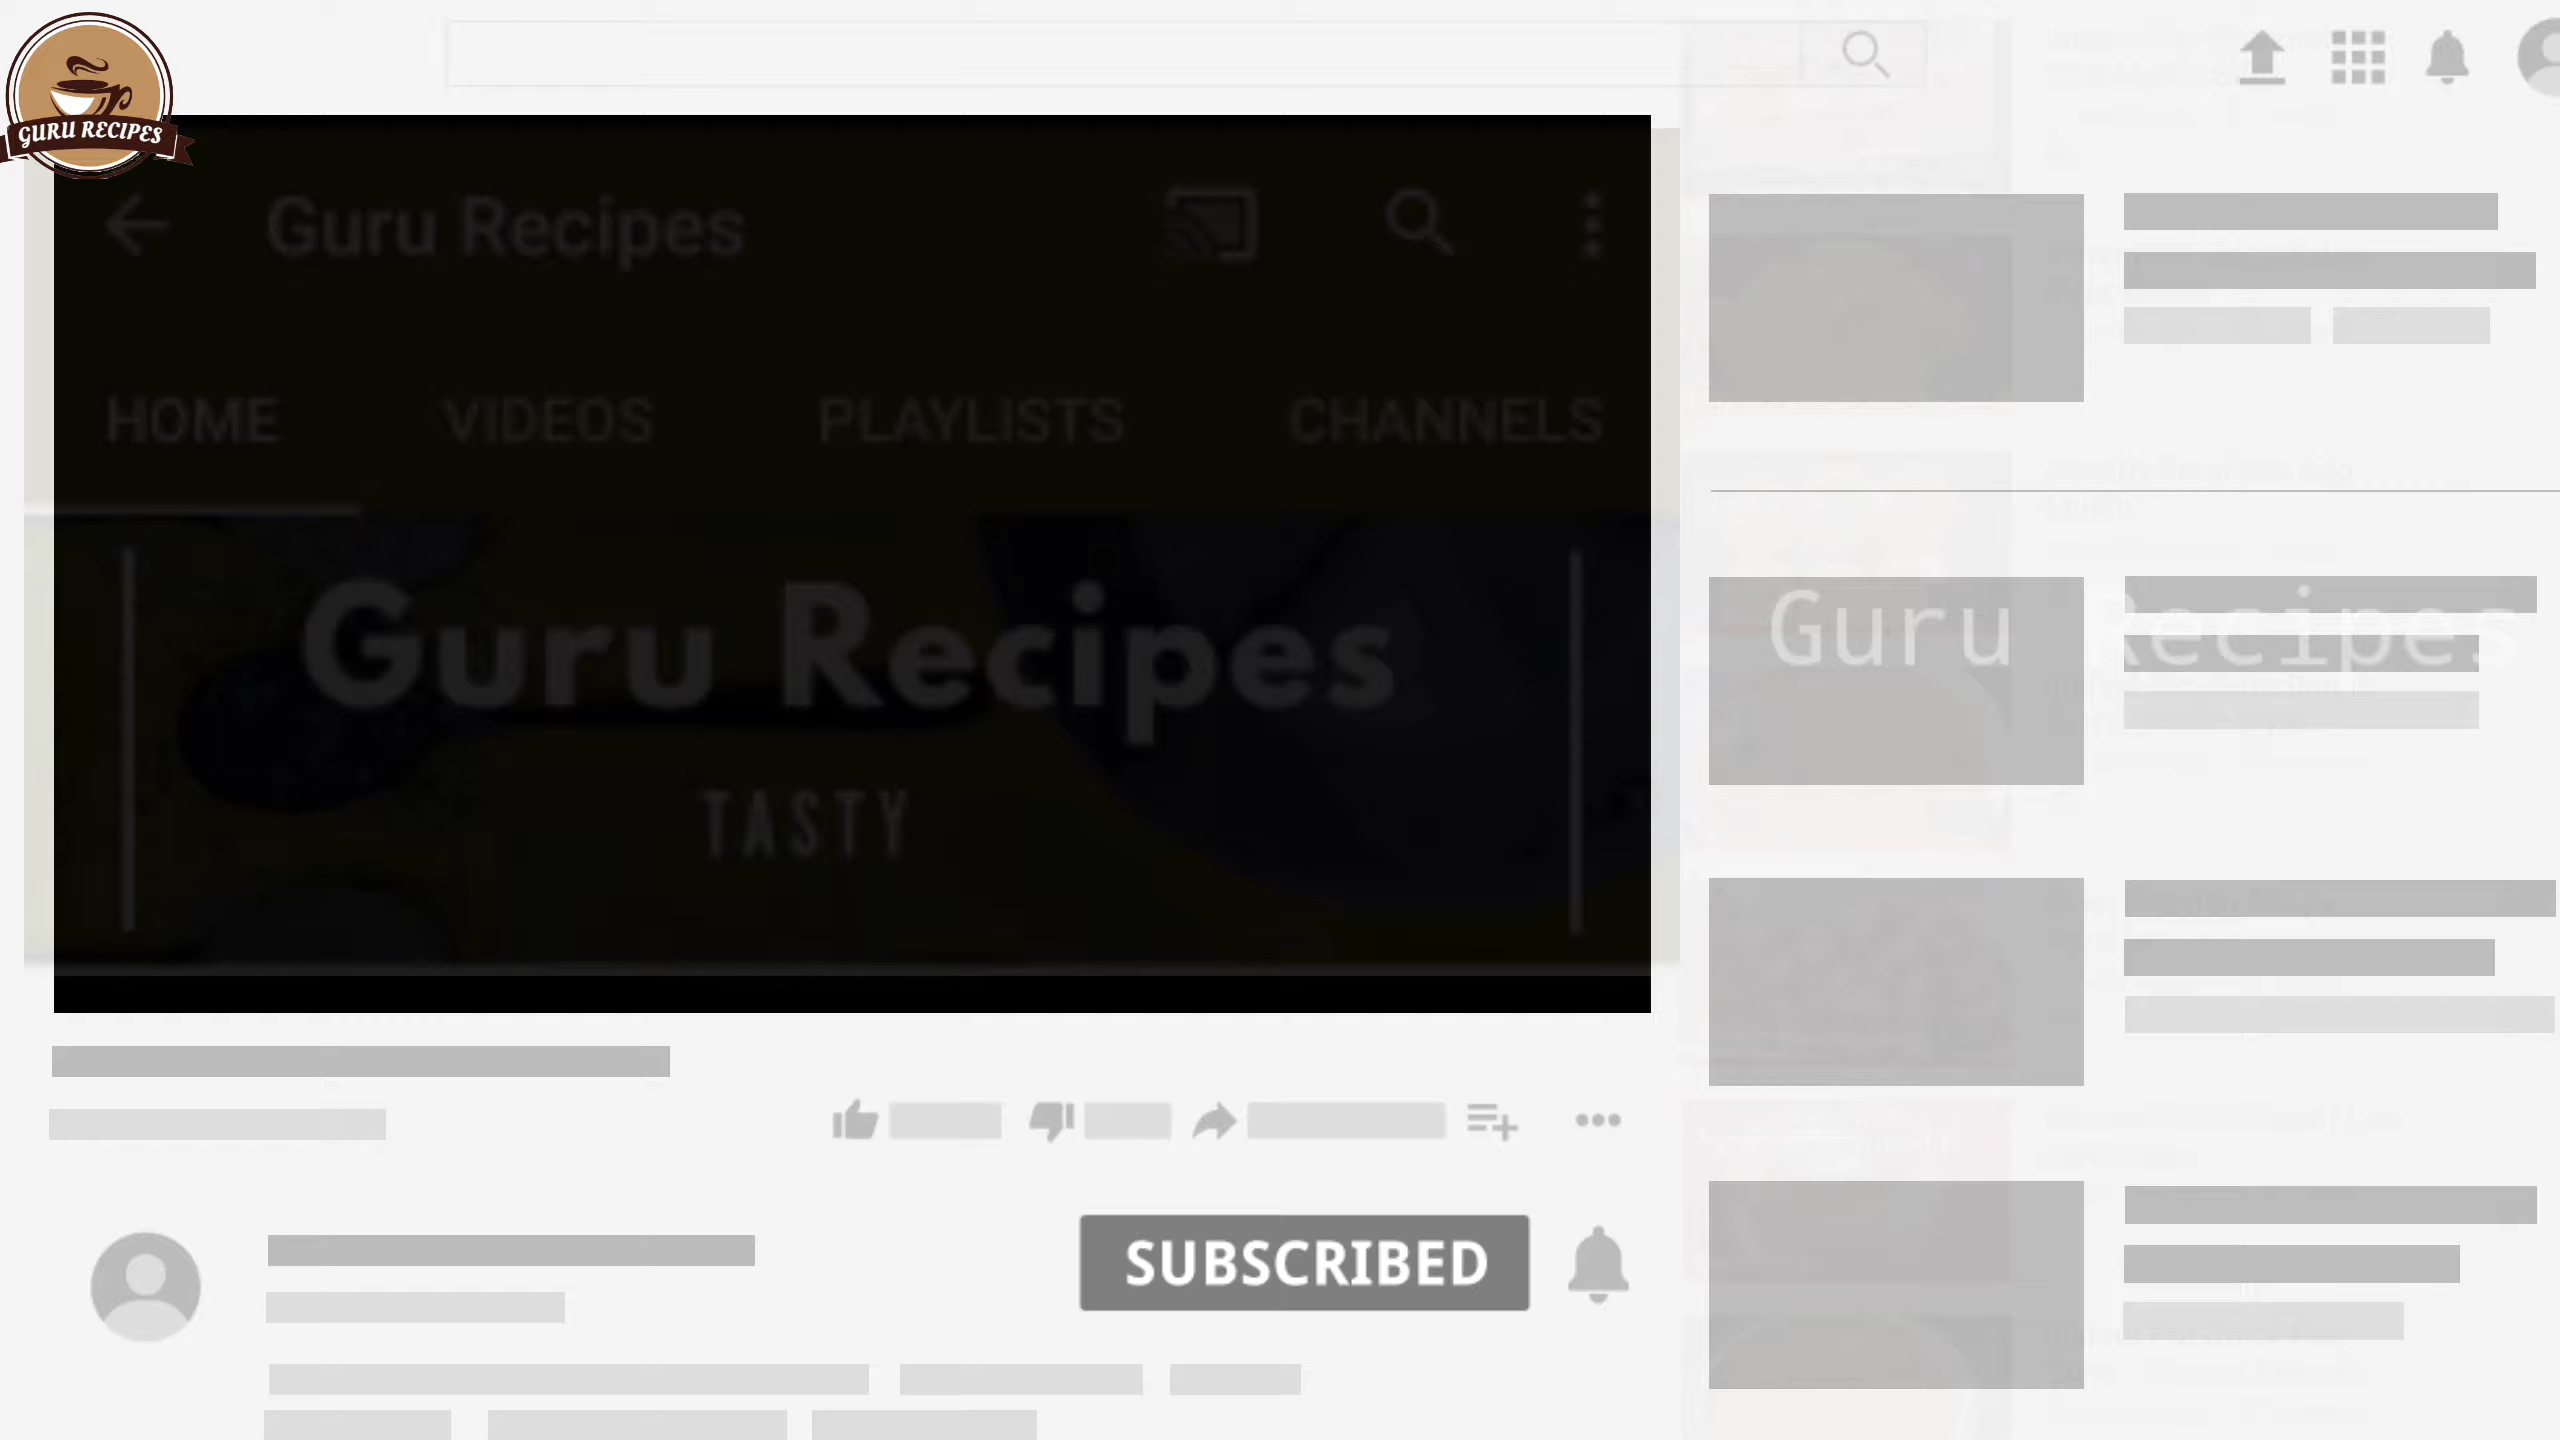 GURU RECIPES
Guru Recipes
HOME VIDEOS PLAYLISTS CHANNELS
Guru Recipes
TASTY
Guru Recipes
SUBSCRIBED